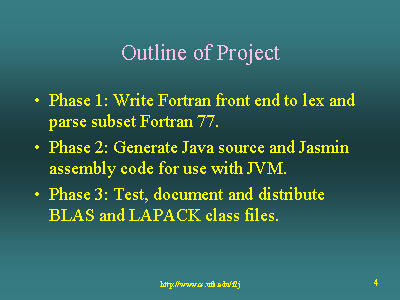 Outline of Project
• Phase 1: Write Fortran front end to lex and
parse subset Fortran 77.
• Phase 2: Generate Java source and Jasmin
assembly code for use with JVM.
• Phase 3: Test, document and distribute
BLAS and LAPACK class files.
http://www.cs.utk.edu/f2j
4